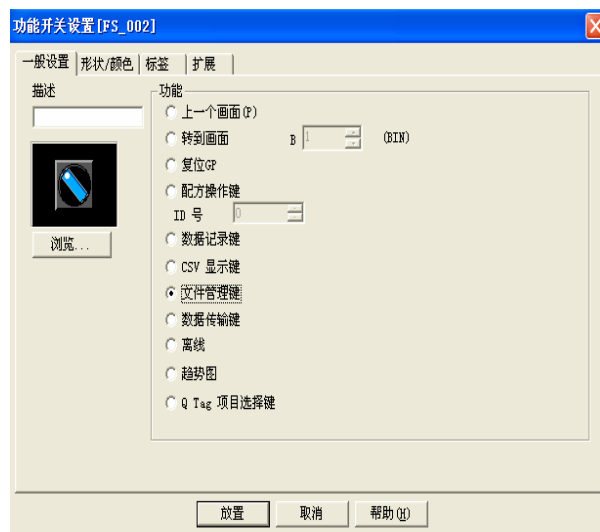 功能开关设置[FS_002]
一般设置 形状/颜色 标签 扩展
描述
功能
上一个画面(P)
转到画面 B 1 (BIN)
复位GP
配方操作键
ID 号 0
浏览...
数据记录键
CSV 显示键
文件管理键
数据传输键
离线
趋势图
Q Tag 项目选择键
放置 取消 帮助(H)